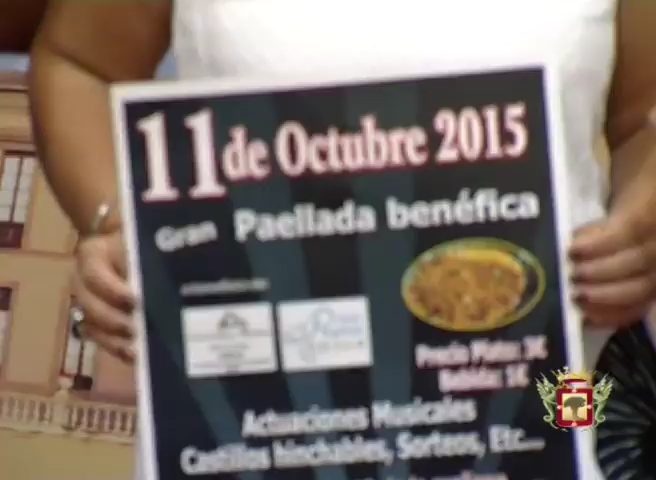 11 de Octubre 2015
Gran Paellada benéfica
Precio Plato: 3€
Bebida: 1€
Actuaciones Musicales
Castillos hinchables, Sorteos, Etc...